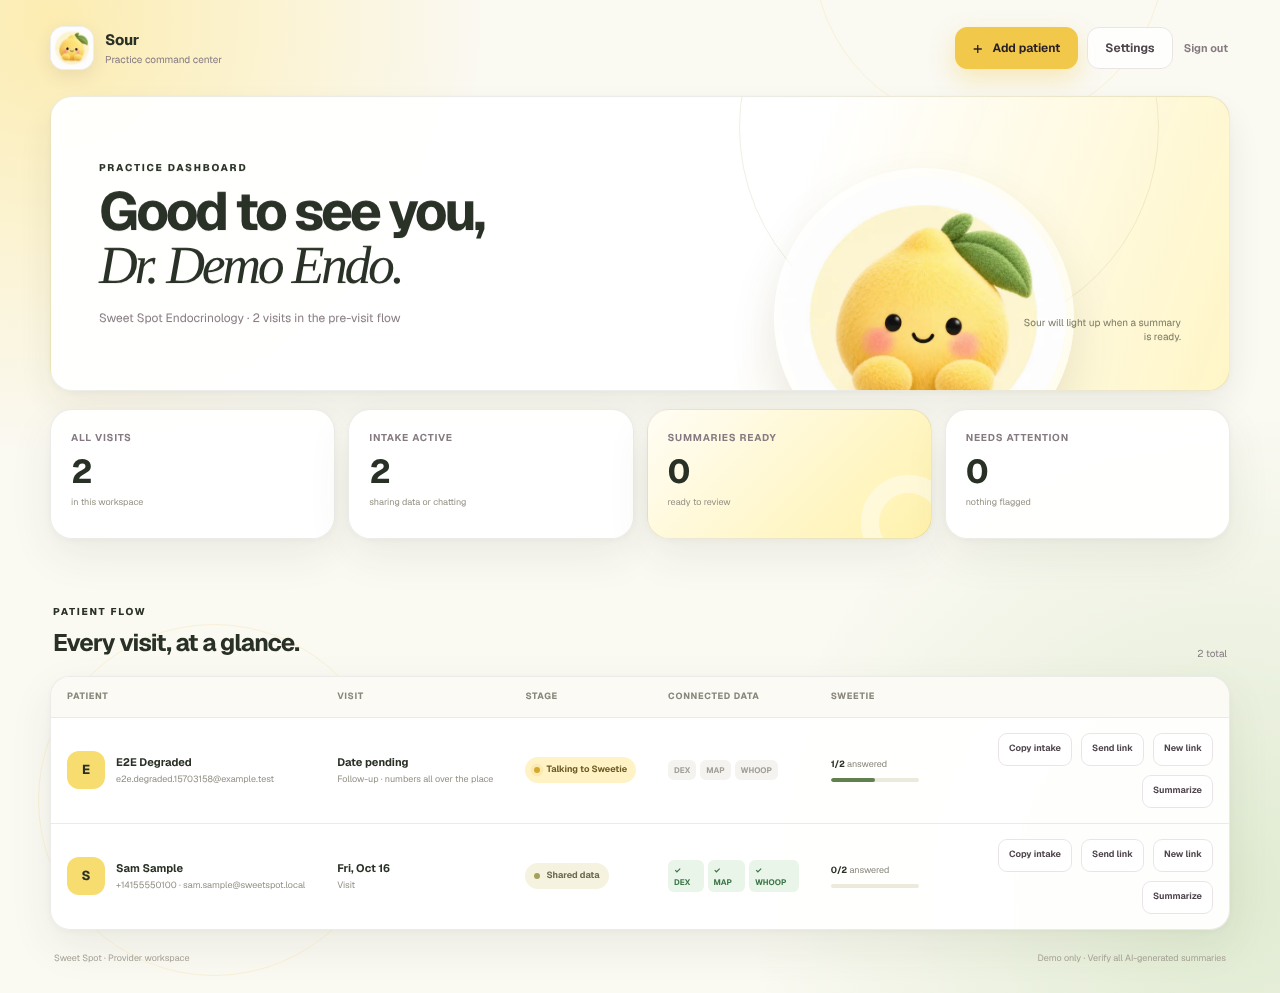 Sour
Practice command center
+ Add patient
Settings
Sign out
PRACTICE DASHBOARD
Good to see you,
Dr. Demo Endo.
Sweet Spot Endocrinology · 2 visits in the pre-visit flow
Sour will light up when a summary
is ready.
ALL VISITS
2
in this workspace
INTAKE ACTIVE
2
sharing data or chatting
SUMMARIES READY
0
ready to review
NEEDS ATTENTION
0
nothing flagged
PATIENT FLOW
Every visit, at a glance.
2 total
PATIENT VISIT STAGE CONNECTED DATA SWEETIE
E
E2E Degraded
e2e.degraded.15703158@example.test
Date pending
Follow-up · numbers all over the place
Talking to Sweetie
DEX MAP WHOOP
1/2 answered
Copy intake Send link New link
Summarize
S
Sam Sample
+14155550100 · sam.sample@sweetspot.local
Fri, Oct 16
Visit
Shared data
✓ ✓ ✓
DEX MAP WHOOP
0/2 answered
Copy intake Send link New link
Summarize
Sweet Spot · Provider workspace
Demo only · Verify all AI-generated summaries